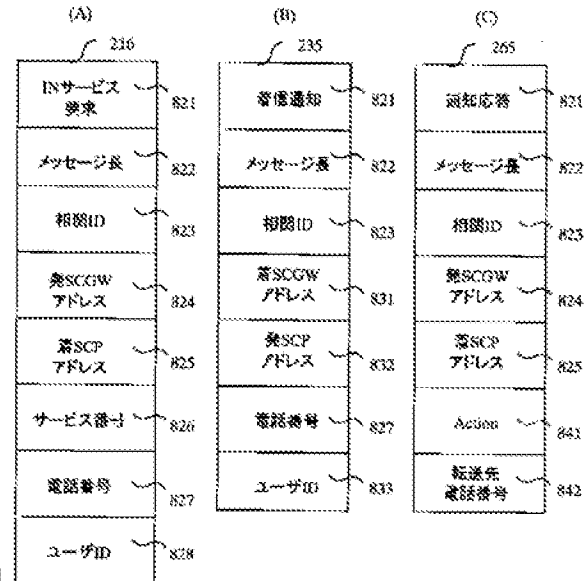 (A)
216
INサービス
要求
821
メッセージ長
822
相関ID
823
発SCGW
アドレス
824
着SCP
アドレス
825
サービス番号
826
電話番号
827
ユーザID
828
(B)
235
着信通知
821
メッセージ長
822
相関ID
823
着SCGW
アドレス
831
発SCP
アドレス
832
電話番号
827
ユーザID
833
(C)
265
応答
821
メッセージ長
822
相関ID
823
発SCGW
アドレス
824
着SCP
アドレス
825
Action
841
転送先
電話番号
842